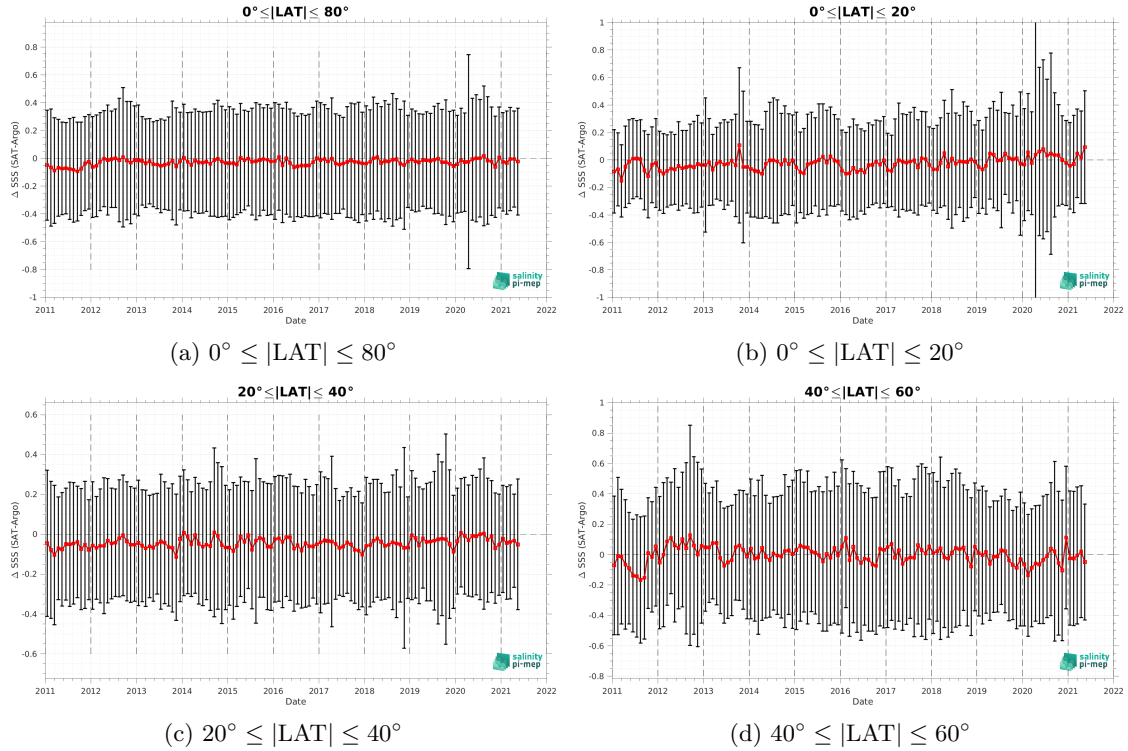 0°≤|LAT|≤ 80°
Δ SSS (SAT-Argo)
0.8
0.6
0.4
0.2
0
-0.2
-0.4
-0.6
-0.8
-1
2011 2012 2013 2014 2015 2016 2017 2018 2019 2020 2021 2022
Date
salinity
pi-mep
(a) 0° ≤ |LAT| ≤ 80°
0°≤|LAT|≤ 20°
Δ SSS (SAT-Argo)
1
0.8
0.6
0.4
0.2
0
-0.2
-0.4
-0.6
-0.8
-1
2011 2012 2013 2014 2015 2016 2017 2018 2019 2020 2021 2022
Date
salinity
pi-mep
(b) 0° ≤ |LAT| ≤ 20°
20°≤|LAT|≤ 40°
Δ SSS (SAT-Argo)
0.6
0.4
0.2
0
-0.2
-0.4
-0.6
2011 2012 2013 2014 2015 2016 2017 2018 2019 2020 2021 2022
Date
salinity
pi-mep
(c) 20° ≤ |LAT| ≤ 40°
40°≤|LAT|≤ 60°
Δ SSS (SAT-Argo)
1
0.8
0.6
0.4
0.2
0
-0.2
-0.4
-0.6
-0.8
2011 2012 2013 2014 2015 2016 2017 2018 2019 2020 2021 2022
Date
salinity
pi-mep
(d) 40° ≤ |LAT| ≤ 60°